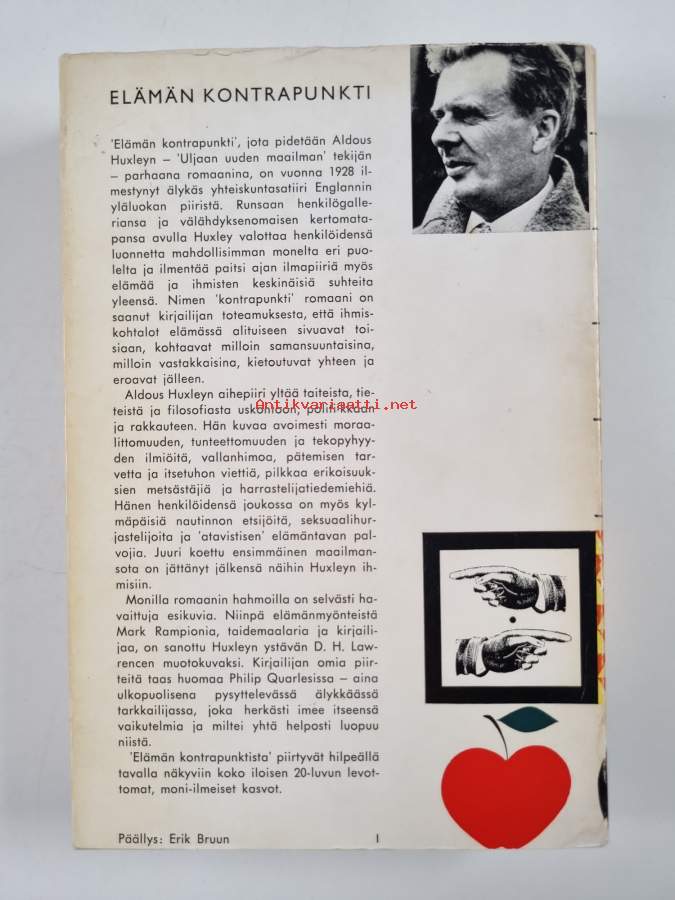 ELÄMÄN KONTRAPUNKTI
'Elämän kontrapunkti', jota pidetään Aldous
Huxleyn – 'Uljaan uuden maailman' tekijän
– parhaana romaanina, on vuonna 1928 il-
mestynyt älykäs yhteiskuntasatiiri Englannin
yläluokan piiristä. Runsaan henkilögalle-
riansa ja välähdyksenomaisen kertomata-
pansa avulla Huxley valottaa henkilöidensä
luonnetta mahdollisimman monelta eri puo-
lelta ja ilmentää paitsi ajan ilmapiiriä myös
elämää ja ihmisten keskinäisiä suhteita
yleensä. Nimen 'kontrapunkti' romaani on
saanut kirjailijan toteamuksesta, että ihmis-
kohtalot elämässä alituiseen sivuavat toi-
siaan, kohtaavat milloin samansuuntaisina,
milloin vastakkaisina, kietoutuvat yhteen ja
eroavat jälleen.
Aldous Huxleyn aihepiiri yltää taiteista, tie-
teistä ja filosofiasta uskontoon, politiikkaan
Antikvariaatti.net
ja rakkauteen. Hän kuvaa avoimesti moraa-
littomuuden, tunteettomuuden ja tekopyhyy-
den ilmiöitä, vallanhimoa, pätemisen tar-
vetta ja itsetuhon viettiä, pilkkaa erikoisuuk-
sien metsästäjiä ja harrastelijatiedemiehiä.
Hänen henkilöidensä joukossa on myös kyl-
mäpäisiä nautinnon etsijöitä, seksuaalihur-
jastelijoita ja 'atavistisen' elämäntavan pal-
vojia. Juuri koettu ensimmäinen maailman-
sota on jättänyt jälkensä näihin Huxleyn ih-
misiin.
Monilla romaanin hahmoilla on selvästi ha-
vaittuja esikuvia. Niinpä elämänmyönteistä
Mark Rampionia, taidemaalaria ja kirjaili-
jaa, on sanottu Huxleyn ystävän D. H. Law-
rencen muotokuvaksi. Kirjailijan omia piir-
teitä taas huomaa Philip Quarlesissa – aina
ulkopuolisena pysyttelevässä älykkäässä
tarkkailijassa, joka herkästi imee itseensä
vaikutelmia ja miltei yhtä helposti luopuu
niistä.
'Elämän kontrapunktista' piirtyvät hilpeällä
tavalla näkyviin koko iloisen 20-luvun levot-
tomat, moni-ilmeiset kasvot.
Päällys: Erik Bruun I